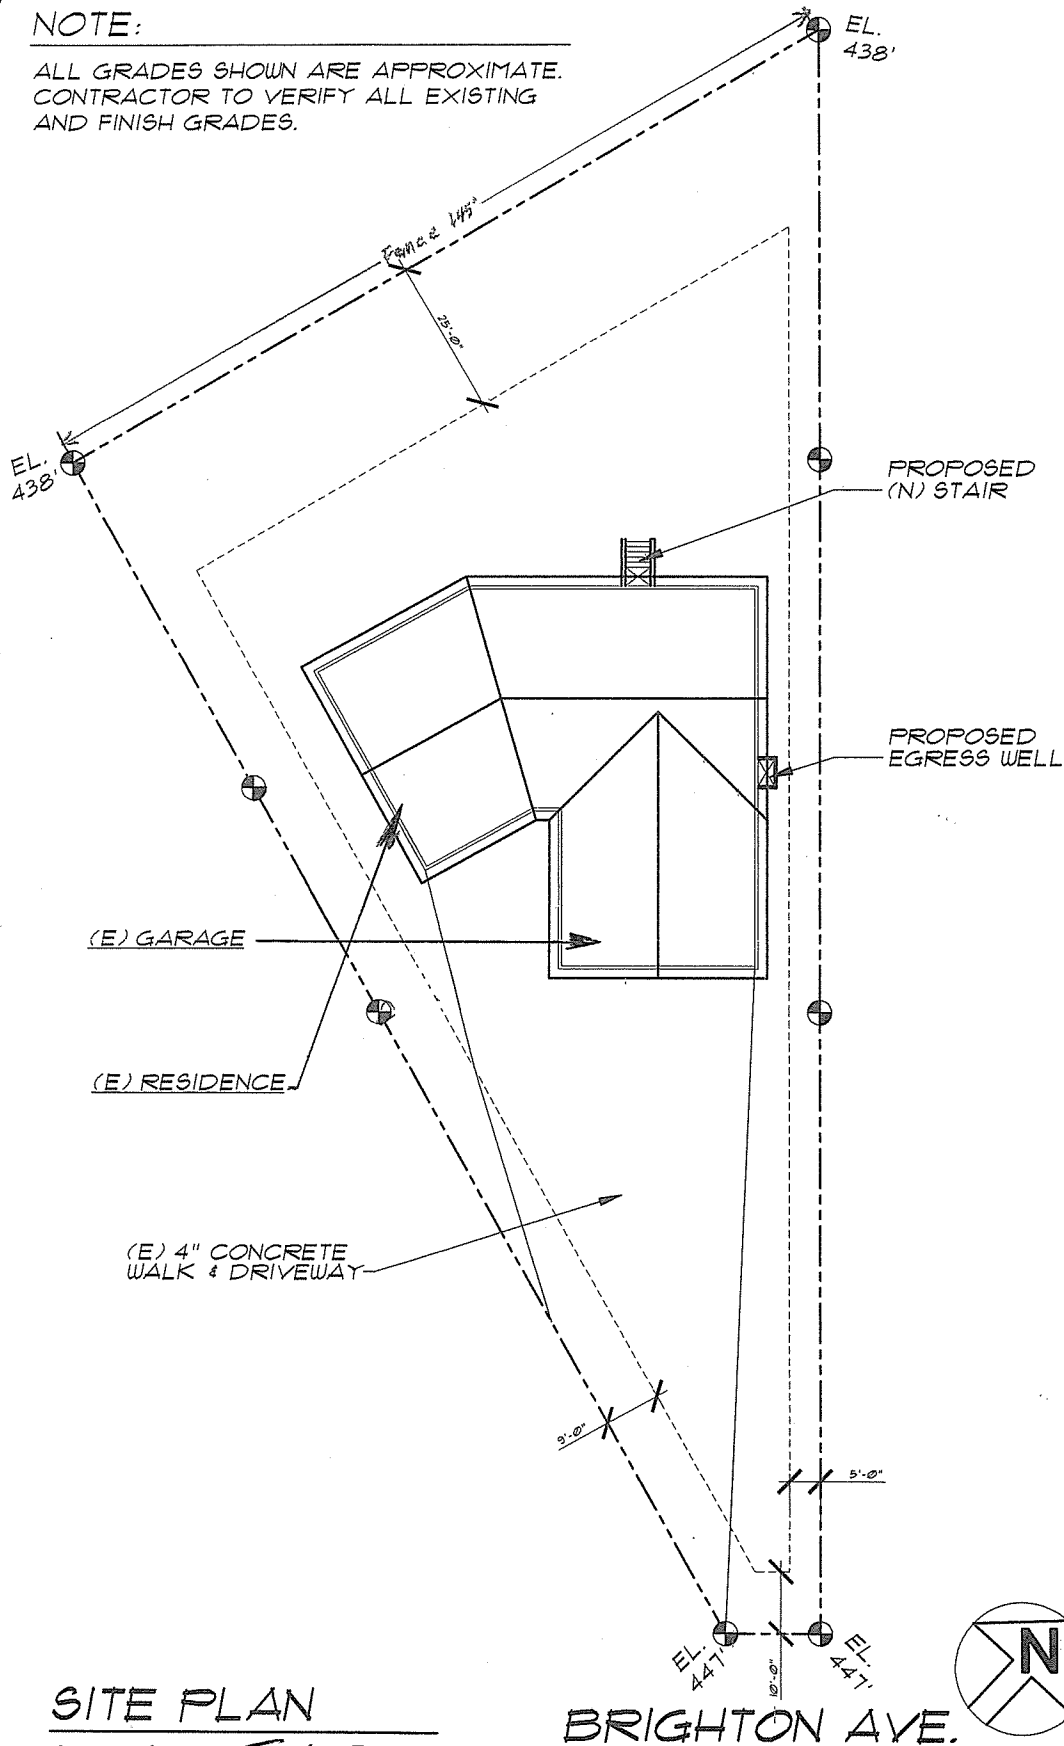 NOTE:
ALL GRADES SHOWN ARE APPROXIMATE.
CONTRACTOR TO VERIFY ALL EXISTING
AND FINISH GRADES.
EL.
438'
Fence 145'
25'-0"
EL.
438'
PROPOSED
(N) STAIR
PROPOSED
EGRESS WELL
(E) GARAGE
(E) RESIDENCE
(E) 4" CONCRETE
WALK & DRIVEWAY
9'-0"
5'-0"
10'-0"
EL.
447'
EL.
447'
N
SITE PLAN
BRIGHTON AVE.